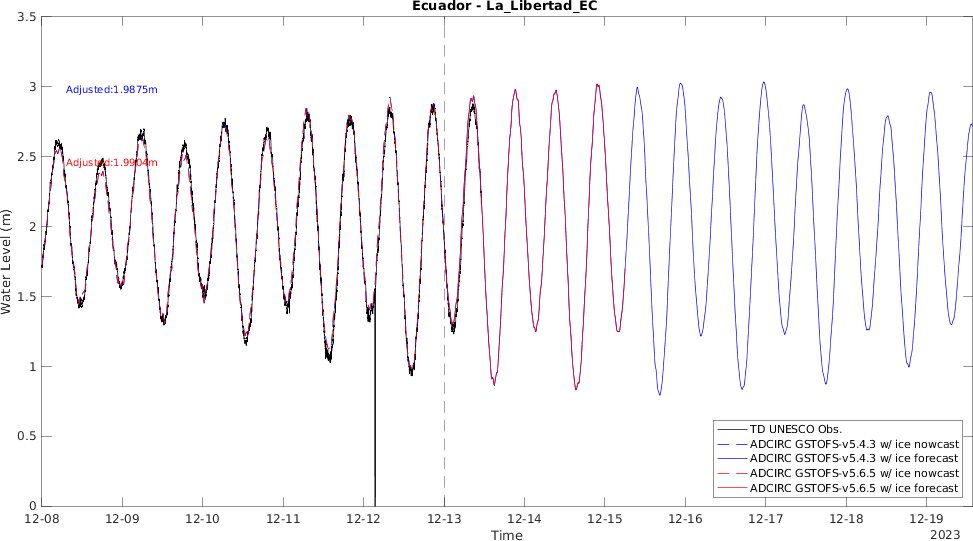 Ecuador - La_Libertad_EC
3.5
3
2.5
2
1.5
1
0.5
0
Water Level (m)
Adjusted:1.9875m
Adjusted:1.9904m
TD UNESCO Obs.
ADCIRC GSTOFS-v5.4.3 w/ ice nowcast
ADCIRC GSTOFS-v5.4.3 w/ ice forecast
ADCIRC GSTOFS-v5.6.5 w/ ice nowcast
ADCIRC GSTOFS-v5.6.5 w/ ice forecast
12-08 12-09 12-10 12-11 12-12 12-13 12-14 12-15 12-16 12-17 12-18 12-19
Time
2023